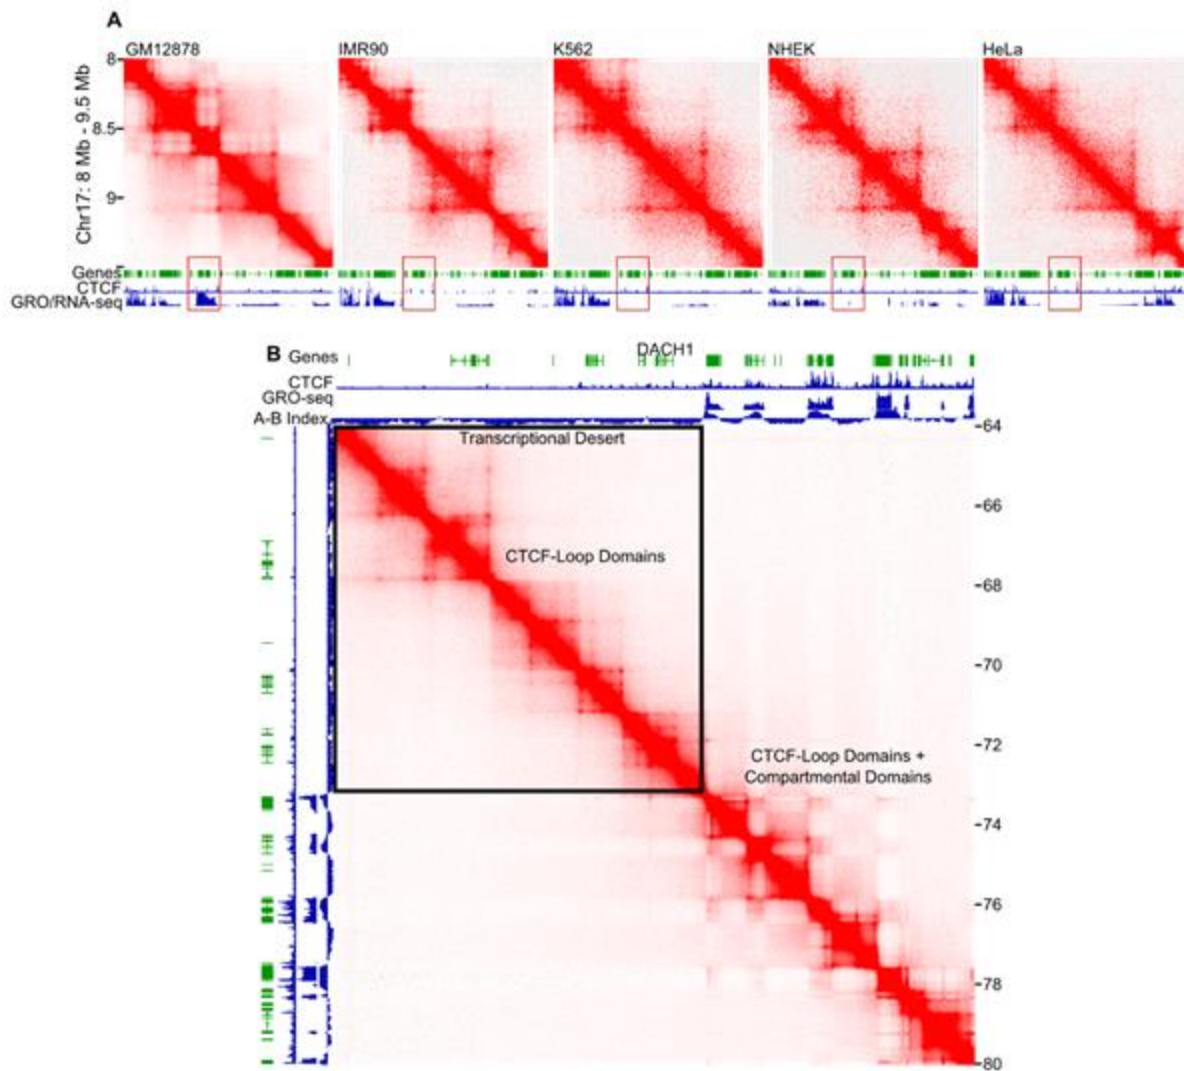 A
GM12878 IMR90 K562 NHEK HeLa
Chr17: 8 Mb - 9.5 Mb
8
8.5
9
Genes
CTCF
GRO/RNA-seq
B
DACH1
Genes
CTCF
GRO-seq
A-B Index
Transcriptional Desert
CTCF-Loop Domains
CTCF-Loop Domains +
Compartmental Domains
64
66
68
70
72
74
76
78
80